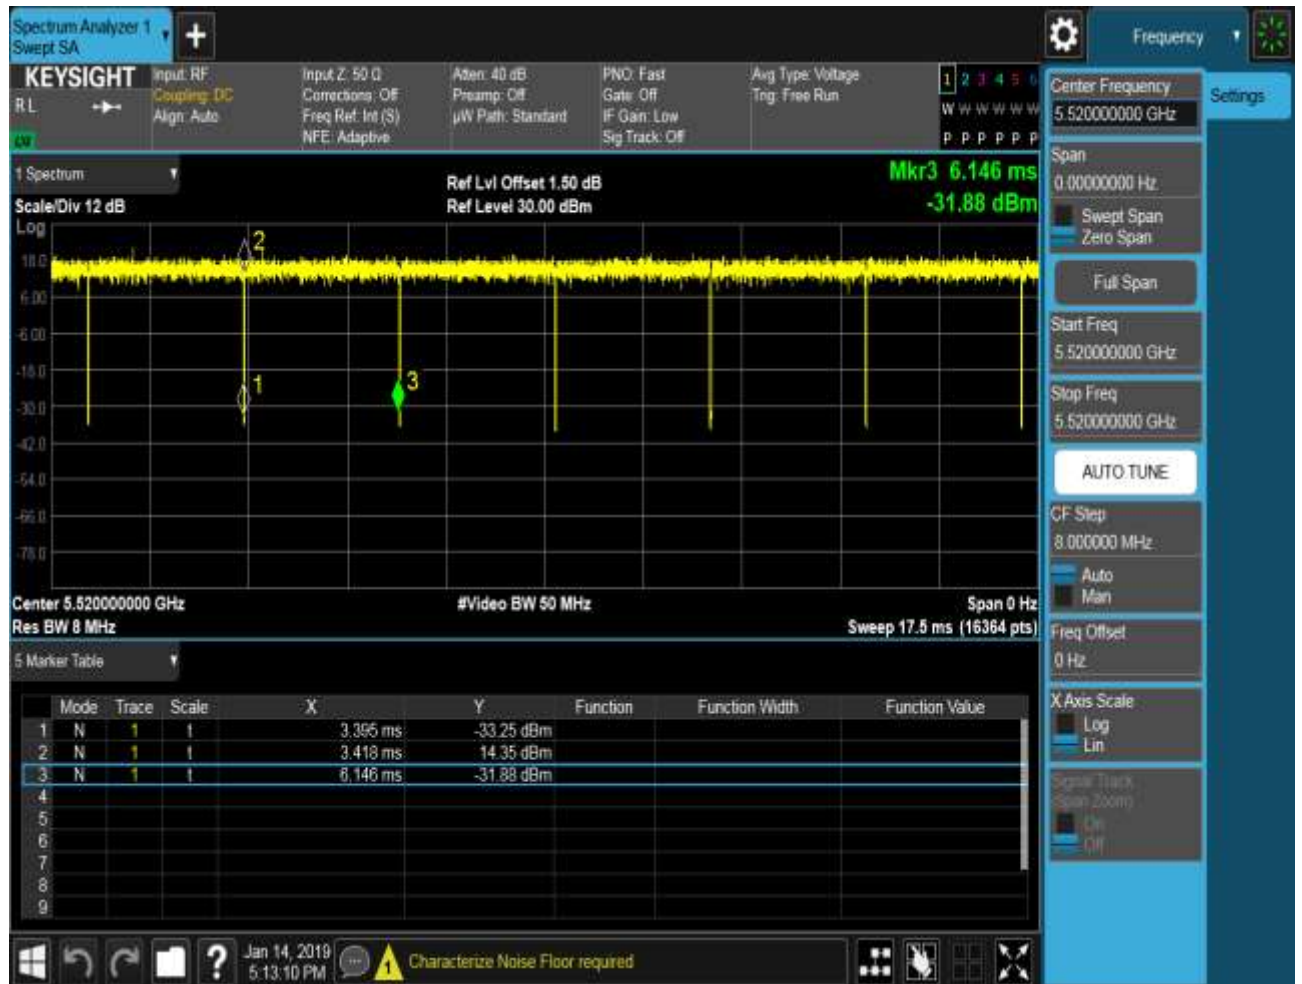 Spectrum Analyzer 1
Swept SA
Frequency
KEYSIGHT
RL
Input: RF
Coupling: DC
Align: Auto
Input Z: 50 Ω
Corrections: Off
Freq Ref: Int (S)
NFE: Adaptive
Atten: 40 dB
Preamp: Off
µW Path: Standard
PNO: Fast
Gate: Off
IF Gain: Low
Sig Track: Off
Avg Type: Voltage
Trig: Free Run
1 2 3 4 5 6
W W W W W W
P P P P P P
1 Spectrum
Scale/Div 12 dB
Ref Lvl Offset 1.50 dB
Ref Level 30.00 dBm
Mkr3 6.146 ms
-31.88 dBm
Log
18.0
6.00
-6.00
-18.0
-30.0
-42.0
-54.0
-66.0
-78.0
2
1
3
Center 5.520000000 GHz
Res BW 8 MHz
#Video BW 50 MHz
Span 0 Hz
Sweep 17.5 ms (16364 pts)
5 Marker Table
Mode Trace Scale X Y Function Function Width Function Value
1 N 1 t 3.395 ms -33.25 dBm
2 N 1 t 3.418 ms 14.35 dBm
3 N 1 t 6.146 ms -31.88 dBm
4
5
6
7
8
9
Center Frequency
5.520000000 GHz
Settings
Span
0.00000000 Hz
Swept Span
Zero Span
Full Span
Start Freq
5.520000000 GHz
Stop Freq
5.520000000 GHz
AUTO TUNE
CF Step
8.000000 MHz
Auto
Man
Freq Offset
0 Hz
X Axis Scale
Log
Lin
Signal Track
(Span Zoom)
On
Off
?
Jan 14, 2019
5:13:10 PM
1
Characterize Noise Floor required